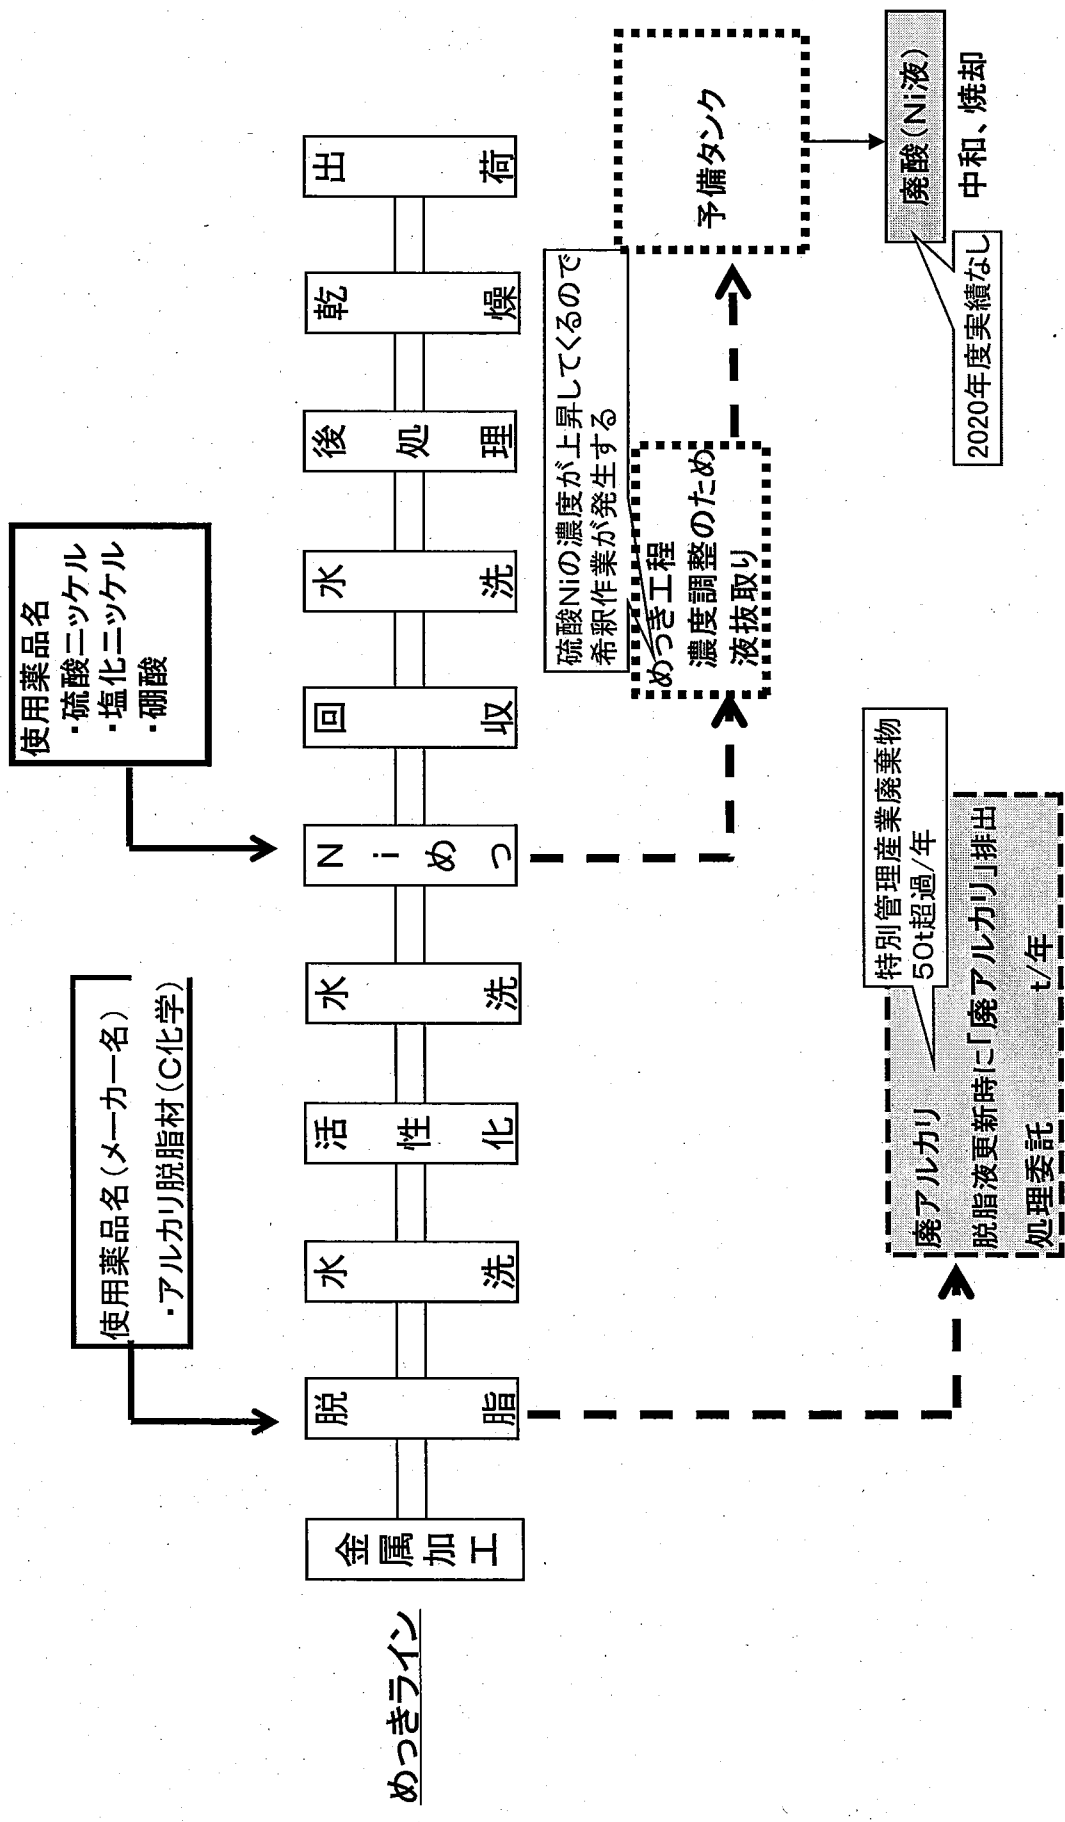 めっきライン
使用薬品名(メーカー名)
・アルカリ脱脂材(C化学)
使用薬品名
・硫酸ニッケル
・塩化ニッケル
・硼酸
金属加工
脱脂
水洗
活性化
水洗
Niめっ
回収
水洗
後処理
乾燥
出荷
硫酸Niの濃度が上昇してくるので
希釈作業が発生する
めっき工程
濃度調整のため
液抜取り
予備タンク
特別管理産業廃棄物
50t超過/年
廃アルカリ
脱脂液更新時に「廃アルカリ」排出
処理委託 t/年
廃酸(Ni液)
中和、焼却
2020年度実績なし